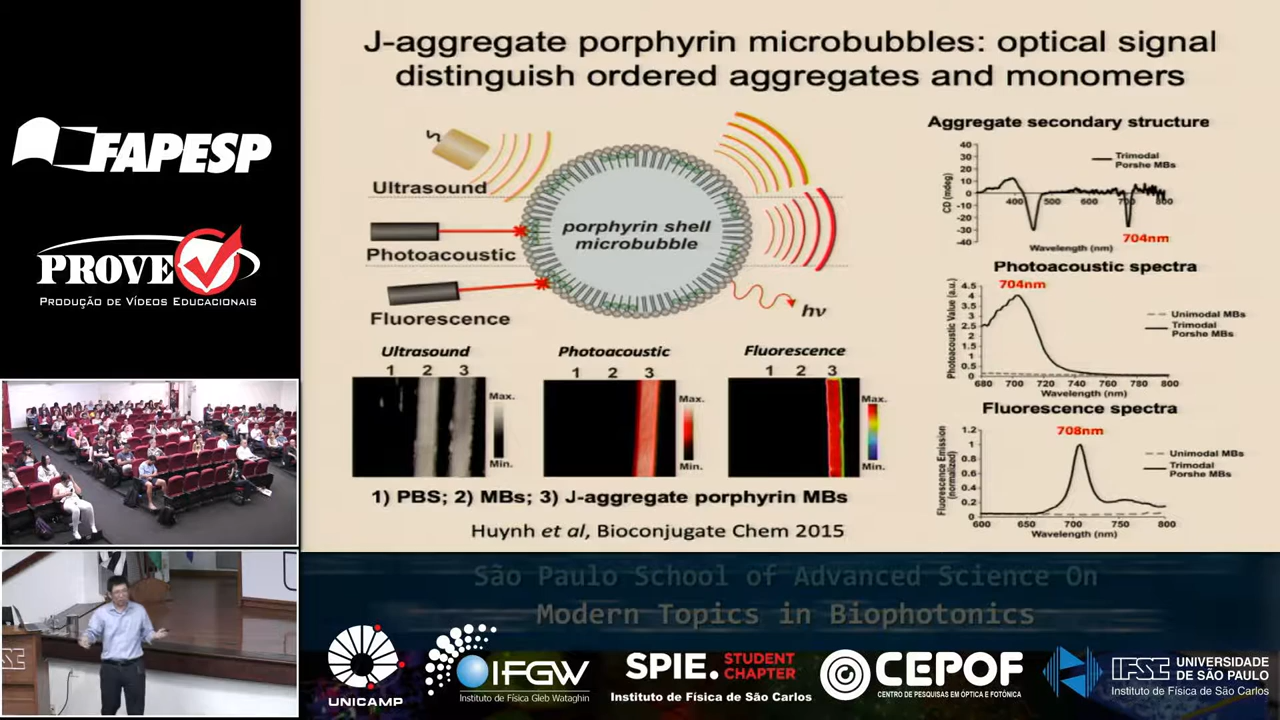 J-aggregate porphyrin microbubbles: optical signal
distinguish ordered aggregates and monomers
FAPESP
PROVE
PRODUÇÃO DE VÍDEOS EDUCACIONAIS
Ultrasound
Photoacoustic
Fluorescence
porphyrin shell
microbubble
hν
Ultrasound
1 2 3
Max.
Min.
Photoacoustic
1 2 3
Max.
Min.
Fluorescence
1 2 3
Max.
Min.
1) PBS; 2) MBs; 3) J-aggregate porphyrin MBs
Huynh et al, Bioconjugate Chem 2015
Aggregate secondary structure
CD (mdeg)
40
30
20
10
0
-10
-20
-30
-40
400 500 600 700 800
Trimodal
Porshe MBs
704nm
Wavelength (nm)
Photoacoustic spectra
704nm
Photoacoustic Value (a.u.)
4.5
4
3.5
3
2.5
2
1.5
1
0.5
0
Unimodal MBs
Trimodal
Porshe MBs
680 700 720 740 760 780 800
Wavelength (nm)
Fluorescence spectra
708nm
Fluorescence Emission
(normalized)
1.2
1
0.8
0.6
0.4
0.2
0
Unimodal MBs
Trimodal
Porshe MBs
600 650 700 750 800
Wavelength (nm)
São Paulo School of Advanced Science On
Modern Topics in Biophotonics
UNICAMP
IFGW
Instituto de Física Gleb Wataghin
SPIE. STUDENT
CHAPTER
Instituto de Física de São Carlos
CEPOF
CENTRO DE PESQUISAS EM ÓPTICA E FOTÔNICA
IFSC
UNIVERSIDADE
DE SÃO PAULO
Instituto de Física de São Carlos